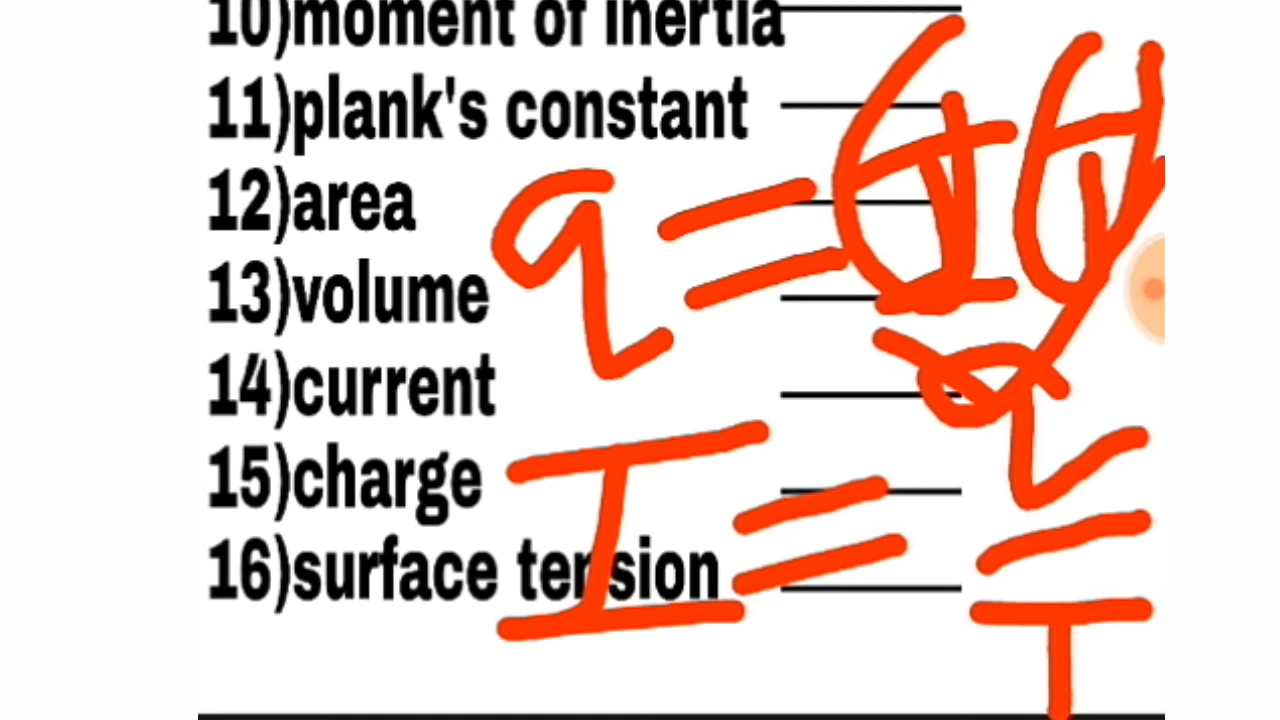 10)moment of inertia
11)plank's constant
12)area
13)volume
14)current
15)charge
16)surface tension
q =
I = q
T